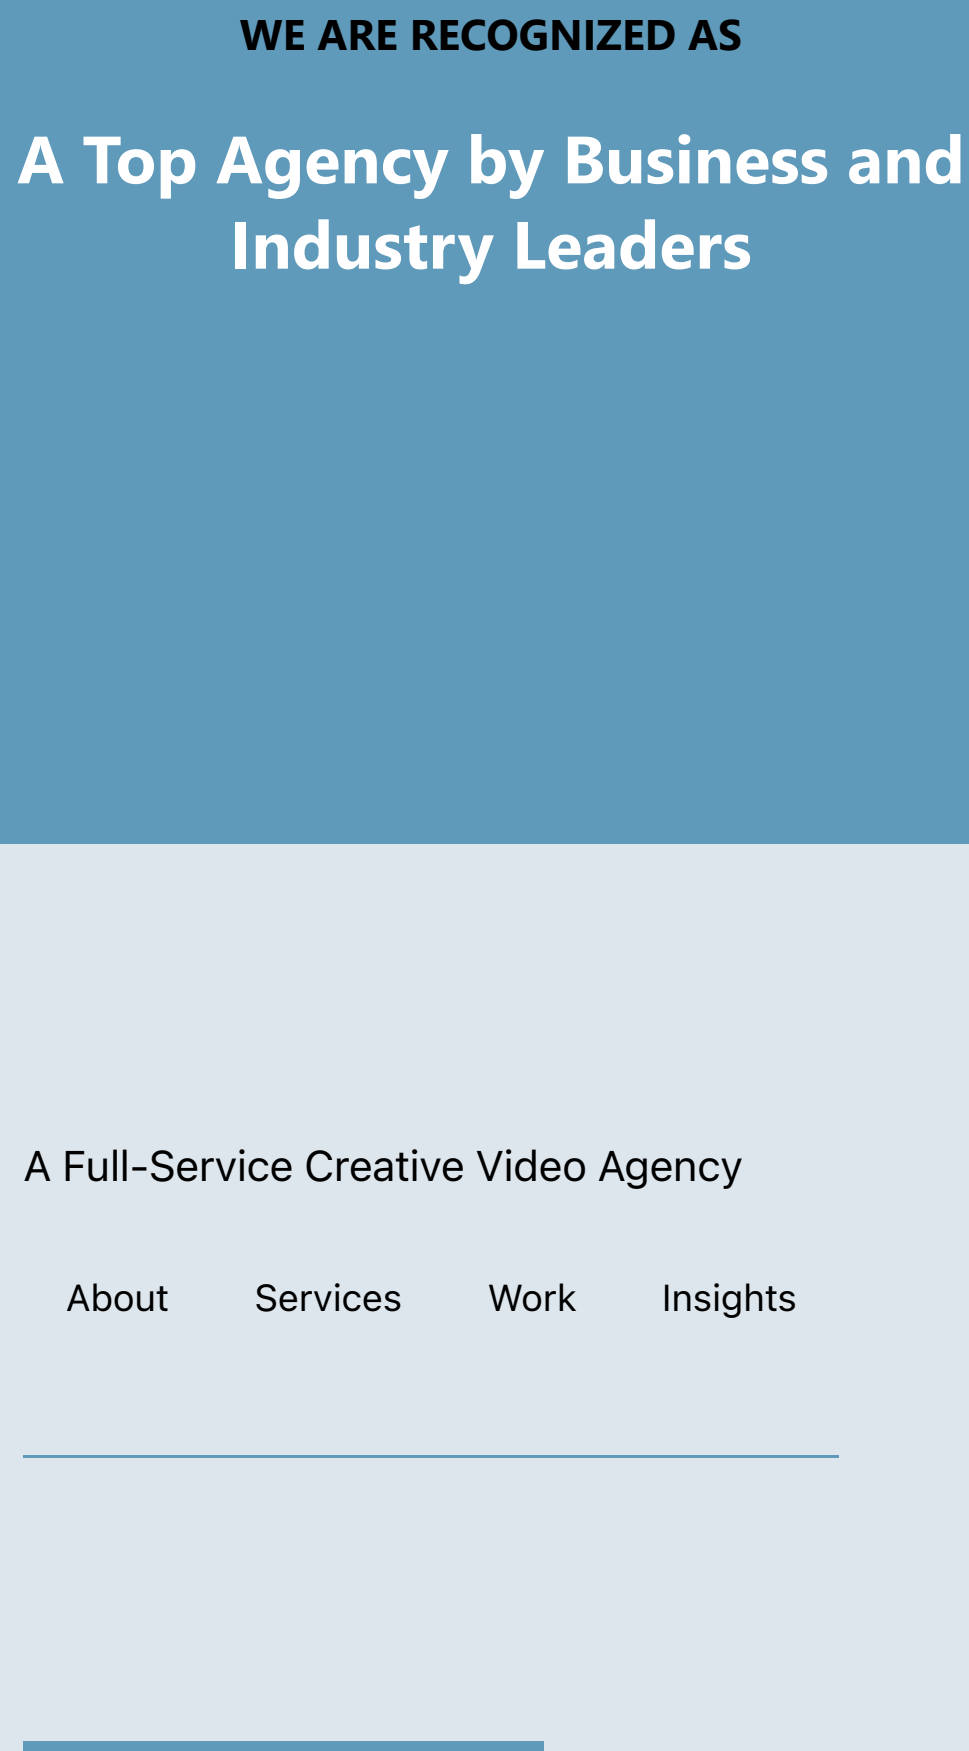 WE ARE RECOGNIZED AS
A Top Agency by Business and
Industry Leaders
A Full-Service Creative Video Agency
About Services Work Insights